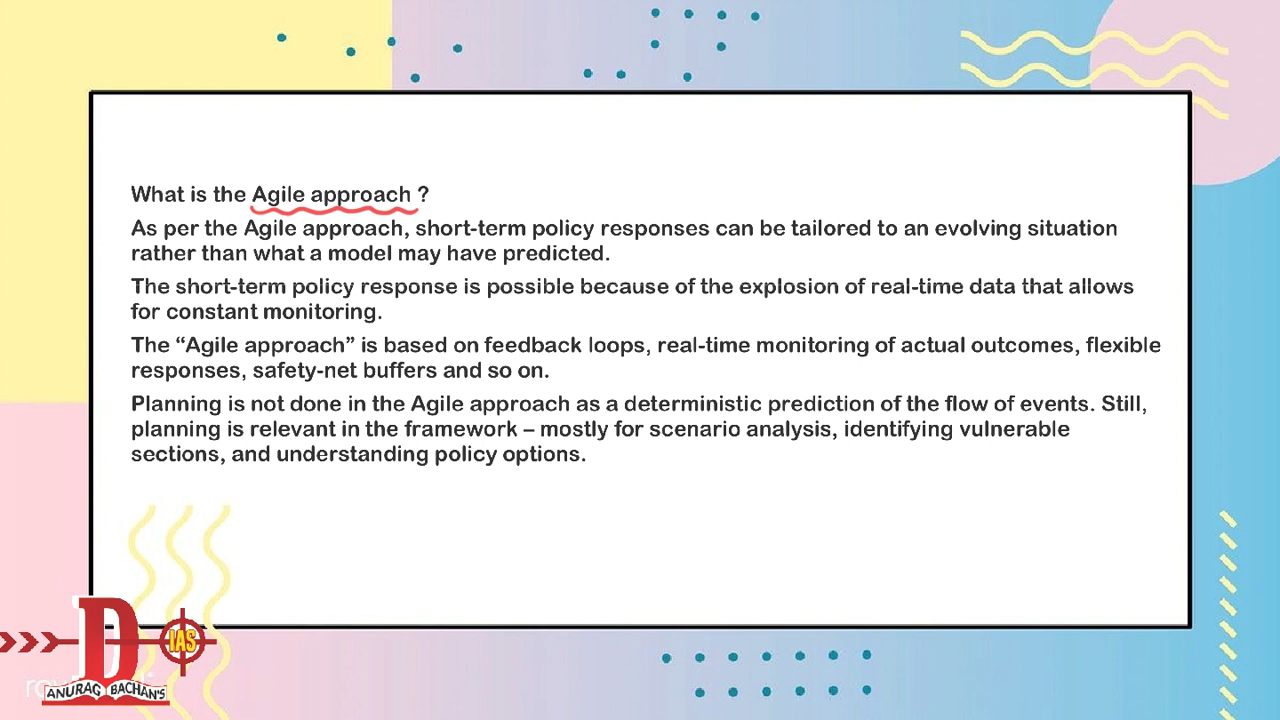 What is the Agile approach ?
As per the Agile approach, short-term policy responses can be tailored to an evolving situation
rather than what a model may have predicted.
The short-term policy response is possible because of the explosion of real-time data that allows
for constant monitoring.
The “Agile approach” is based on feedback loops, real-time monitoring of actual outcomes, flexible
responses, safety-net buffers and so on.
Planning is not done in the Agile approach as a deterministic prediction of the flow of events. Still,
planning is relevant in the framework – mostly for scenario analysis, identifying vulnerable
sections, and understanding policy options.
D
IAS
ANURAG BACHAN'S